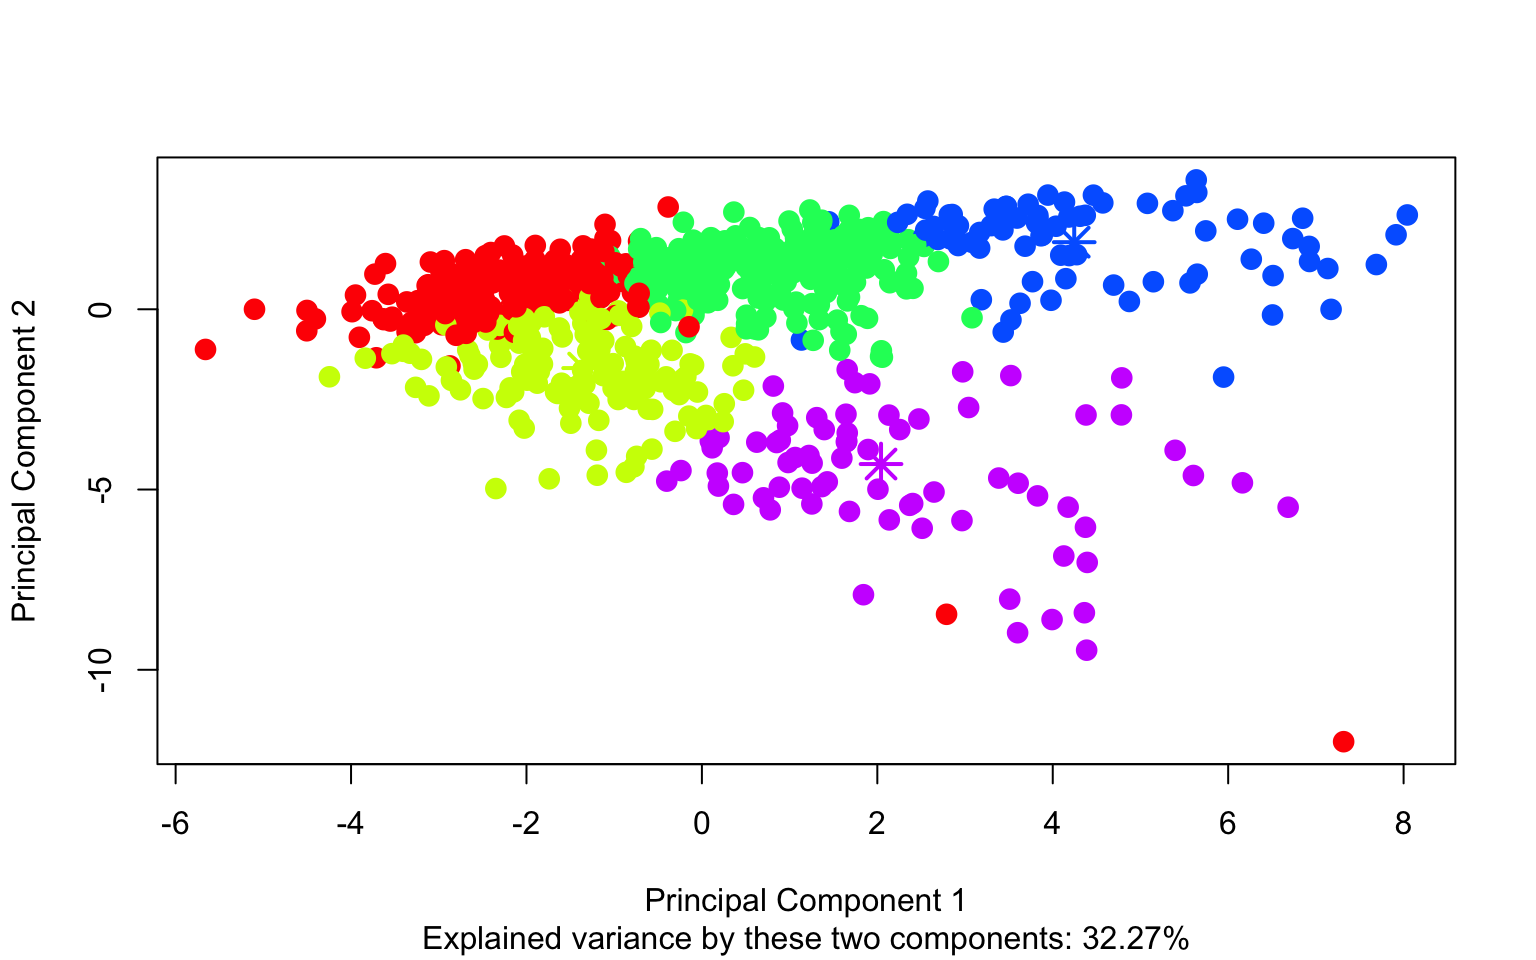 Principal Component 2
0
-5
-10
-6 -4 -2 0 2 4 6 8
Principal Component 1
Explained variance by these two components: 32.27%